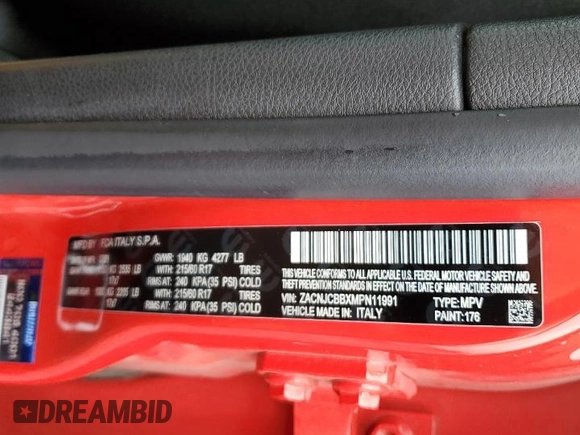 MFD BY: FCA ITALY S.P.A.
GVWR: 1940 KG 4277 LB
WITH: 215/60 R17 TIRES
RIMS AT: 240 KPA (35 PSI) COLD
WITH: 215/60 R17 TIRES
RIMS AT: 240 KPA (35 PSI) COLD
THIS VEHICLE CONFORMS TO ALL APPLICABLE
U.S.A. FEDERAL MOTOR VEHICLE SAFETY, BUMPER, AND
THEFT PREVENTION STANDARDS IN EFFECT ON THE DATE
OF MANUFACTURE SHOWN ABOVE.
VIN: ZACNJCBBXMPN11991
TYPE: MPV
VEHICLE MADE IN: ITALY
PAINT: 176
DREAMBID